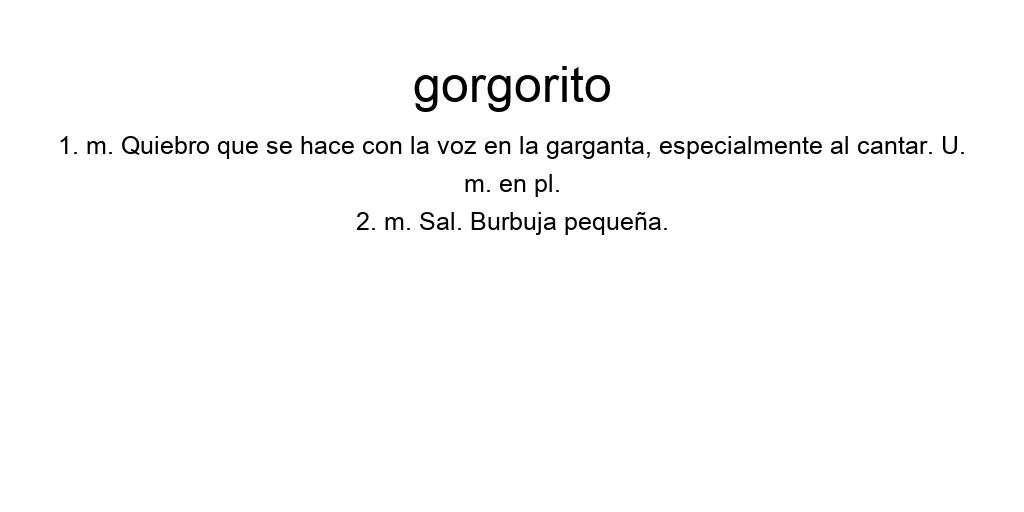 gorgorito
1. m. Quiebro que se hace con la voz en la garganta, especialmente al cantar. U.
m. en pl.
2. m. Sal. Burbuja pequeña.